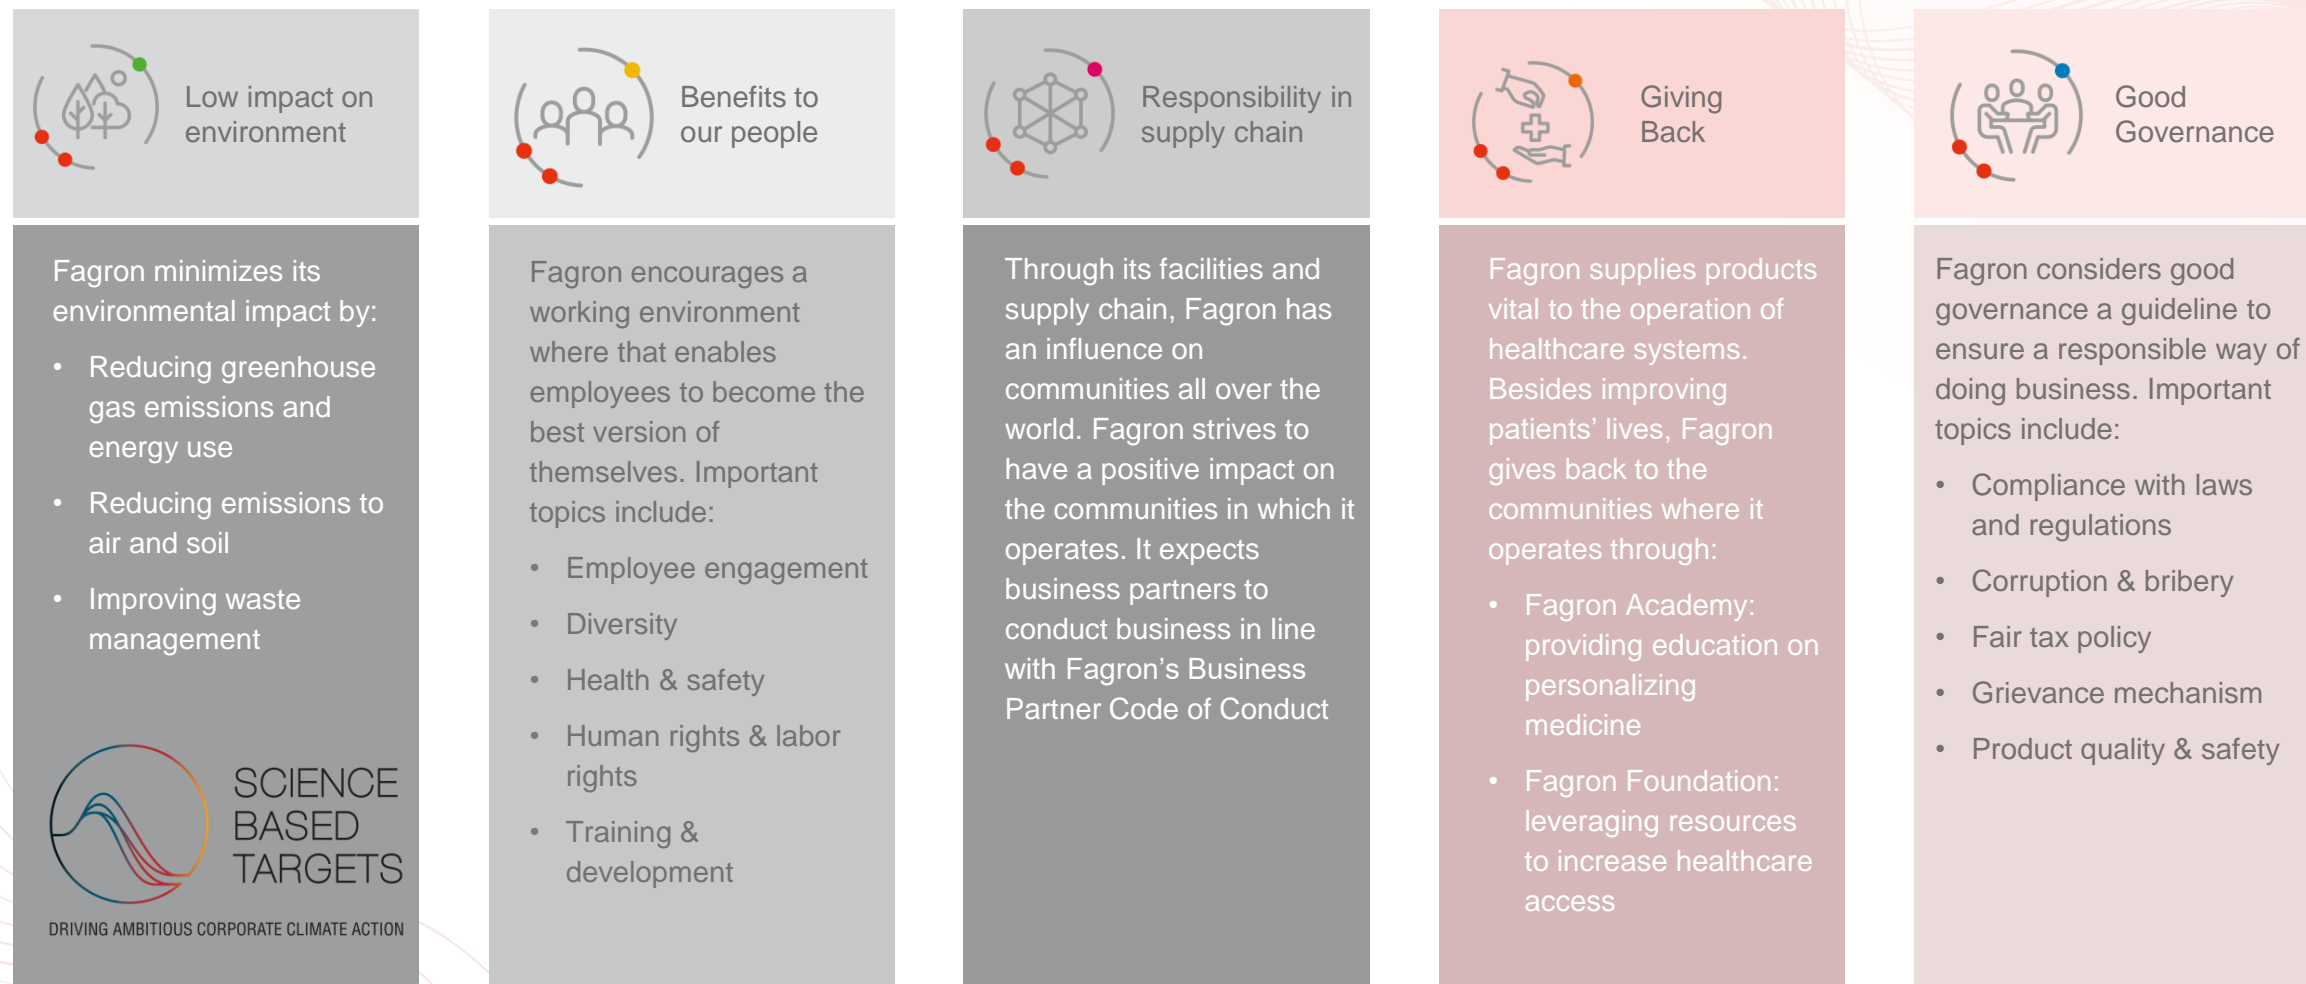 Low impact on
environment
Fagron minimizes its
environmental impact by:
• Reducing greenhouse
gas emissions and
energy use
• Reducing emissions to
air and soil
• Improving waste
management
SCIENCE
BASED
TARGETS
DRIVING AMBITIOUS CORPORATE CLIMATE ACTION
Benefits to
our people
Fagron encourages a
working environment
where that enables
employees to become the
best version of
themselves. Important
topics include:
• Employee engagement
• Diversity
• Health & safety
• Human rights & labor
rights
• Training &
development
Responsibility in
supply chain
Through its facilities and
supply chain, Fagron has
an influence on
communities all over the
world. Fagron strives to
have a positive impact on
the communities in which it
operates. It expects
business partners to
conduct business in line
with Fagron’s Business
Partner Code of Conduct
Giving
Back
Fagron supplies products
vital to the operation of
healthcare systems.
Besides improving
patients’ lives, Fagron
gives back to the
communities where it
operates through:
• Fagron Academy:
providing education on
personalizing
medicine
• Fagron Foundation:
leveraging resources
to increase healthcare
access
Good
Governance
Fagron considers good
governance a guideline to
ensure a responsible way of
doing business. Important
topics include:
• Compliance with laws
and regulations
• Corruption & bribery
• Fair tax policy
• Grievance mechanism
• Product quality & safety